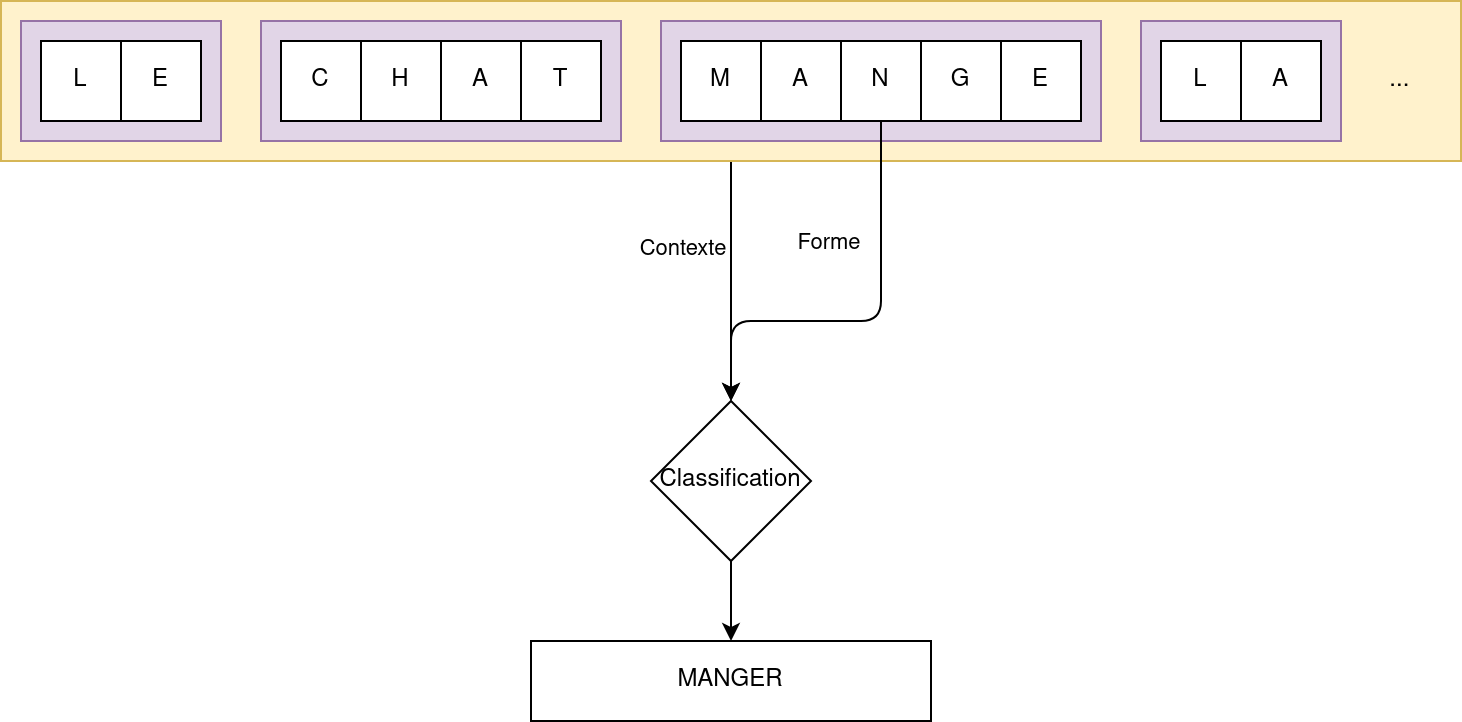 L E C H A T M A N G E L A ...
Contexte Forme
Classification
MANGER